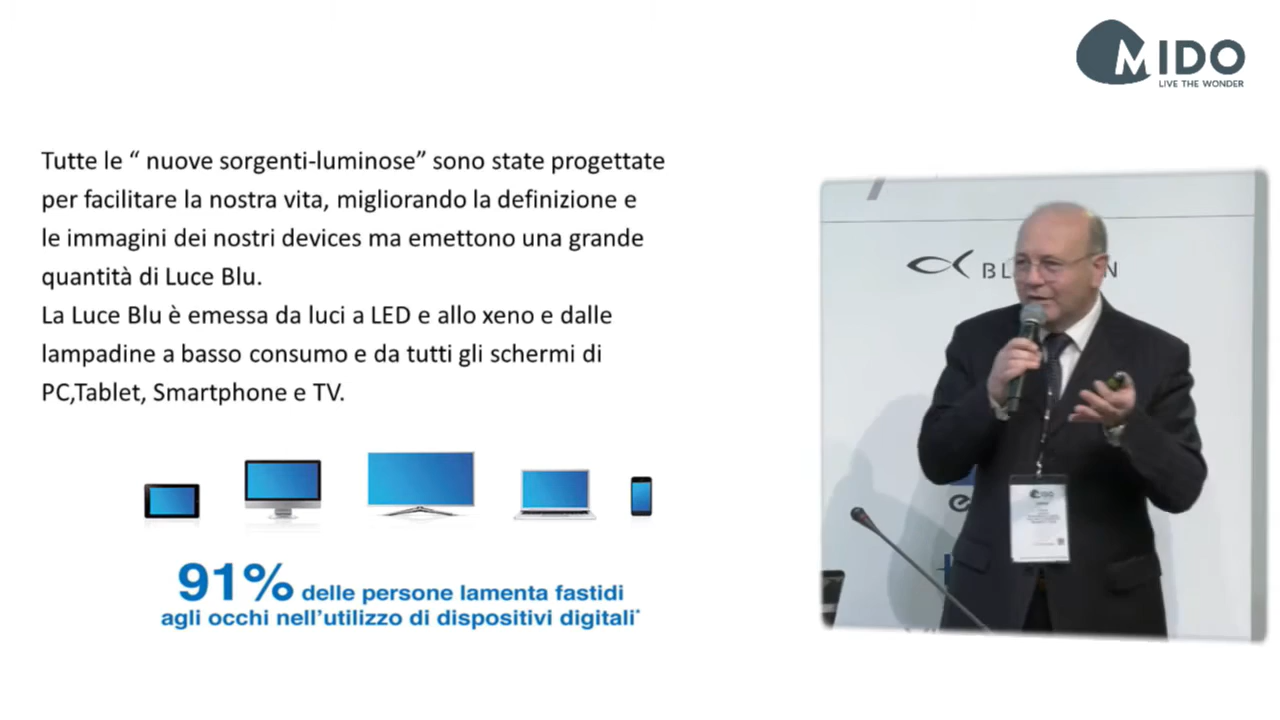 MIDO
LIVE THE WONDER
Tutte le “ nuove sorgenti-luminose” sono state progettate
per facilitare la nostra vita, migliorando la definizione e
le immagini dei nostri devices ma emettono una grande
quantità di Luce Blu.
La Luce Blu è emessa da luci a LED e allo xeno e dalle
lampadine a basso consumo e da tutti gli schermi di
PC,Tablet, Smartphone e TV.
91% delle persone lamenta fastidi
agli occhi nell'utilizzo di dispositivi digitali*
MIDO